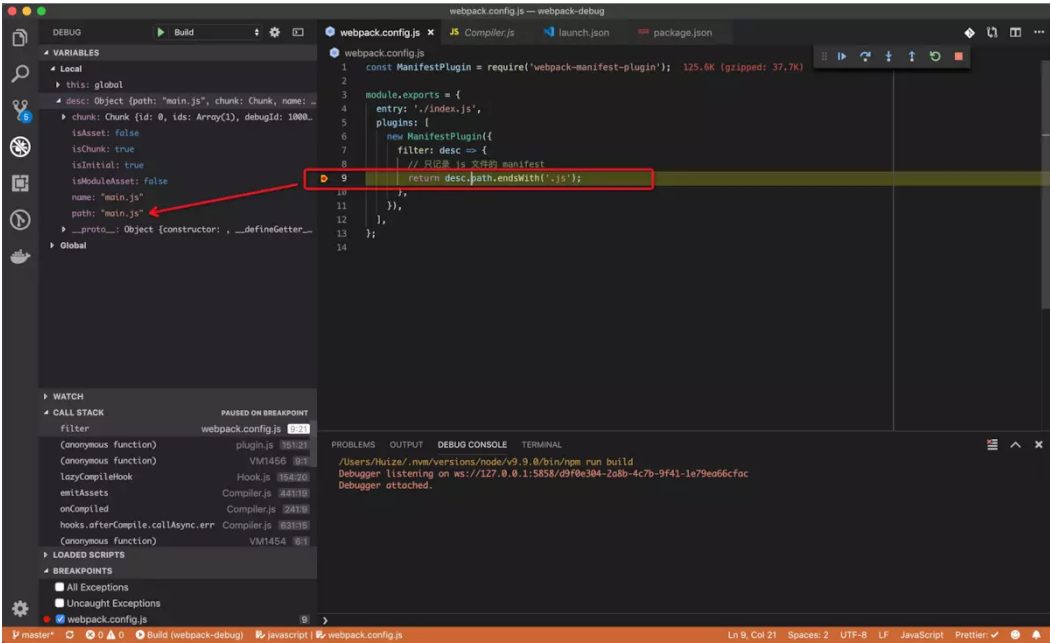 webpack.config.js — webpack-debug
DEBUG
Build
VARIABLES
Local
this: global
desc: Object {path: "main.js", chunk: Chunk, name: …
chunk: Chunk {id: 0, ids: Array(1), debugId: 1000…
isAsset: false
isChunk: true
isInitial: true
isModuleAsset: false
name: "main.js"
path: "main.js"
__proto__: Object {constructor: , __defineGetter_…
Global
WATCH
CALL STACK PAUSED ON BREAKPOINT
filter webpack.config.js 9:21
(anonymous function) plugin.js 151:21
(anonymous function) VM1456 9:1
lazyCompileHook Hook.js 154:20
emitAssets Compiler.js 441:19
onCompiled Compiler.js 241:9
hooks.afterCompile.callAsync.err Compiler.js 631:15
(anonymous function) VM1454 6:1
LOADED SCRIPTS
BREAKPOINTS
All Exceptions
Uncaught Exceptions
webpack.config.js 9
webpack.config.js JS Compiler.js launch.json package.json
webpack.config.js
1 const ManifestPlugin = require('webpack-manifest-plugin'); 125.6K (gzipped: 37.7K)
2
3 module.exports = {
4 entry: './index.js',
5 plugins: [
6 new ManifestPlugin({
7 filter: desc => {
8 // 只记录 js 文件的 manifest
9 return desc.path.endsWith('.js');
10 },
11 }),
12 ],
13 };
14
PROBLEMS OUTPUT DEBUG CONSOLE TERMINAL
/Users/Huize/.nvm/versions/node/v9.9.0/bin/npm run build
Debugger listening on ws://127.0.0.1:5858/d9f0e304-2a8b-4c7b-9f41-1e79ea66cfac
Debugger attached.
5
master* 0 0 Build (webpack-debug) javascript | webpack.config.js Ln 9, Col 21 Spaces: 2 UTF-8 LF JavaScript Prettier: ✓